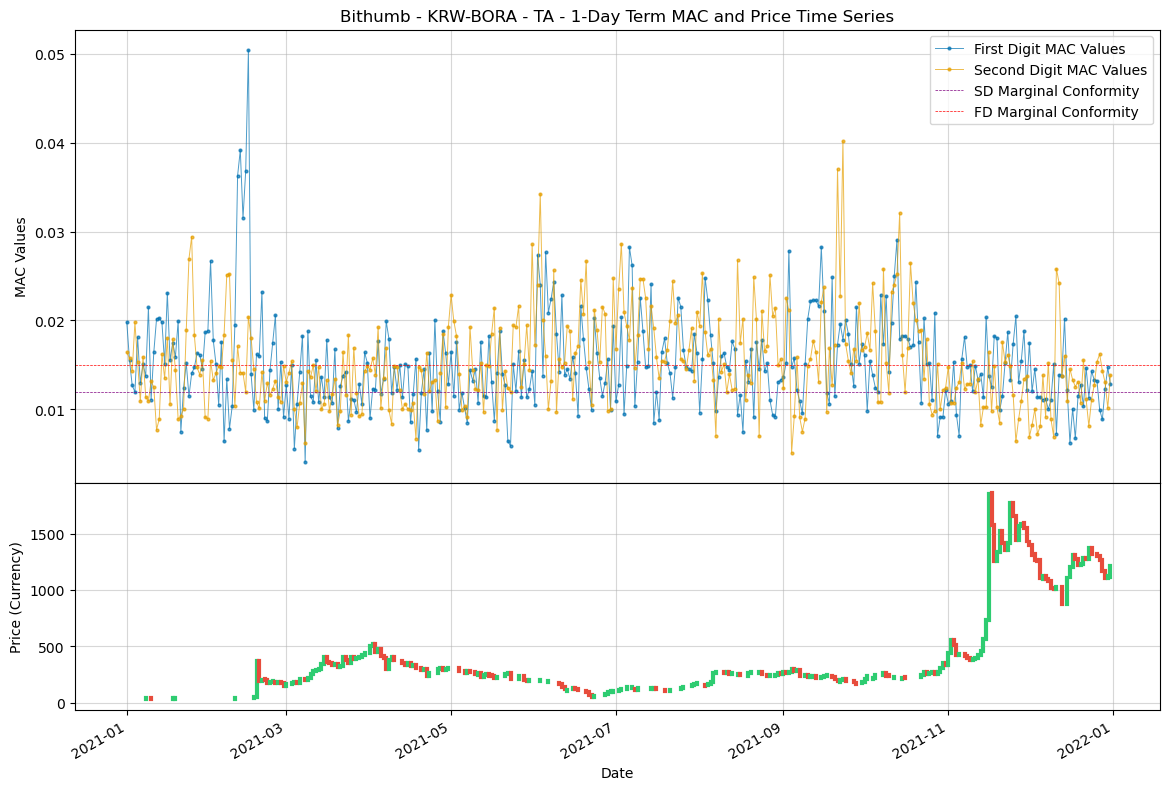 Bithumb - KRW-BORA - TA - 1-Day Term MAC and Price Time Series
First Digit MAC Values
Second Digit MAC Values
SD Marginal Conformity
FD Marginal Conformity
MAC Values
0.05
0.04
0.03
0.02
0.01
Price (Currency)
1500
1000
500
0
2021-01
2021-03
2021-05
2021-07
2021-09
2021-11
2022-01
Date